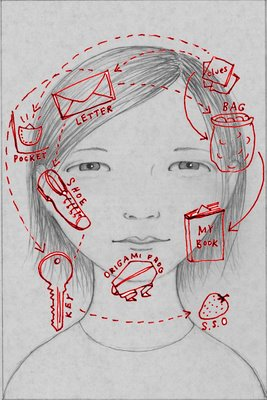 clues
LETTER
BAG
POCKET
SHOE
MY
BOOK
ORIGAMI FROG
KEY
S.S.O